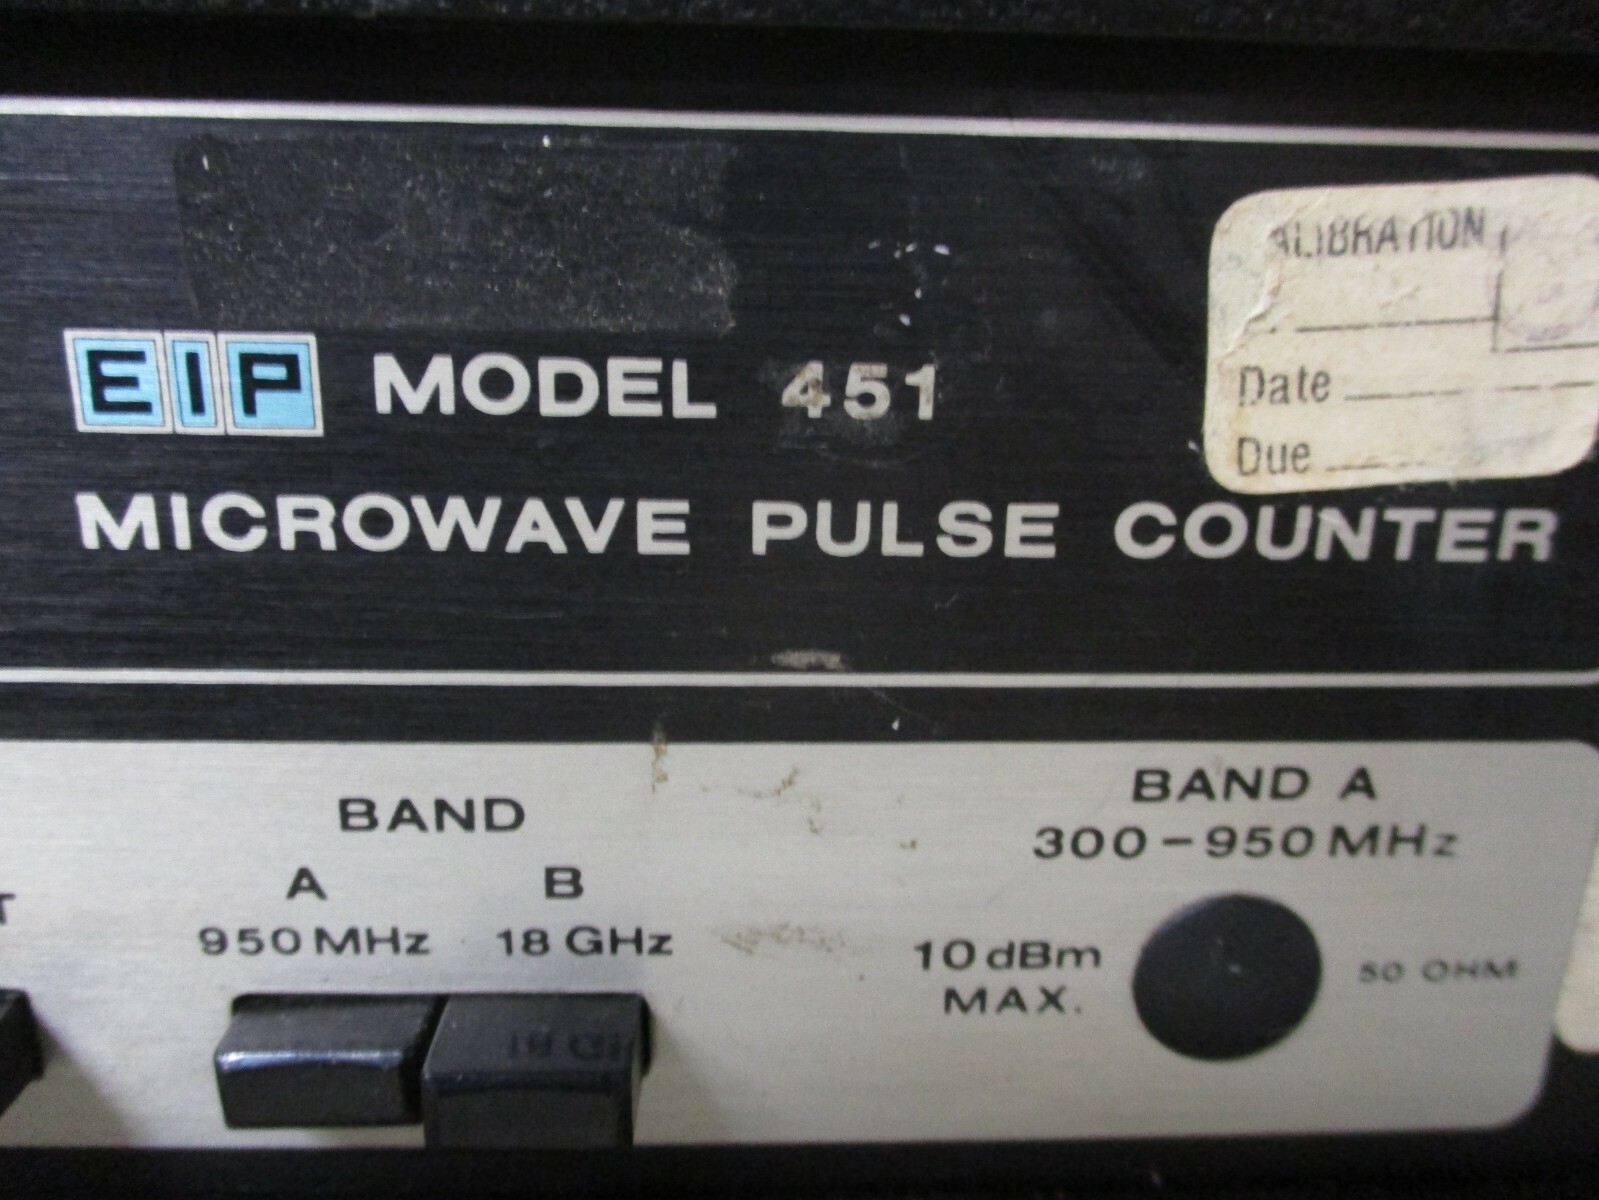 ALIBRATION
Date
Due
EIP MODEL 451
MICROWAVE PULSE COUNTER
BAND
A B
950 MHz 18 GHz
BAND A
300-950 MHz
10 dBm
MAX.
50 OHM
T